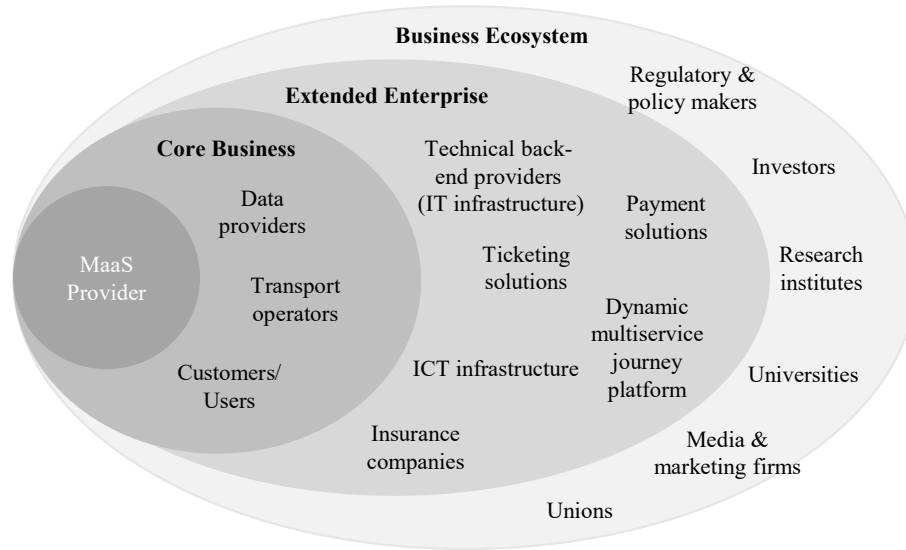 Business Ecosystem
Regulatory &
policy makers
Extended Enterprise
Core Business
Technical back-
end providers
(IT infrastructure)
Investors
Data
providers
Payment
solutions
MaaS
Provider
Ticketing
solutions
Research
institutes
Transport
operators
Dynamic
multiservice
journey
platform
Customers/
Users
ICT infrastructure
Universities
Insurance
companies
Media &
marketing firms
Unions